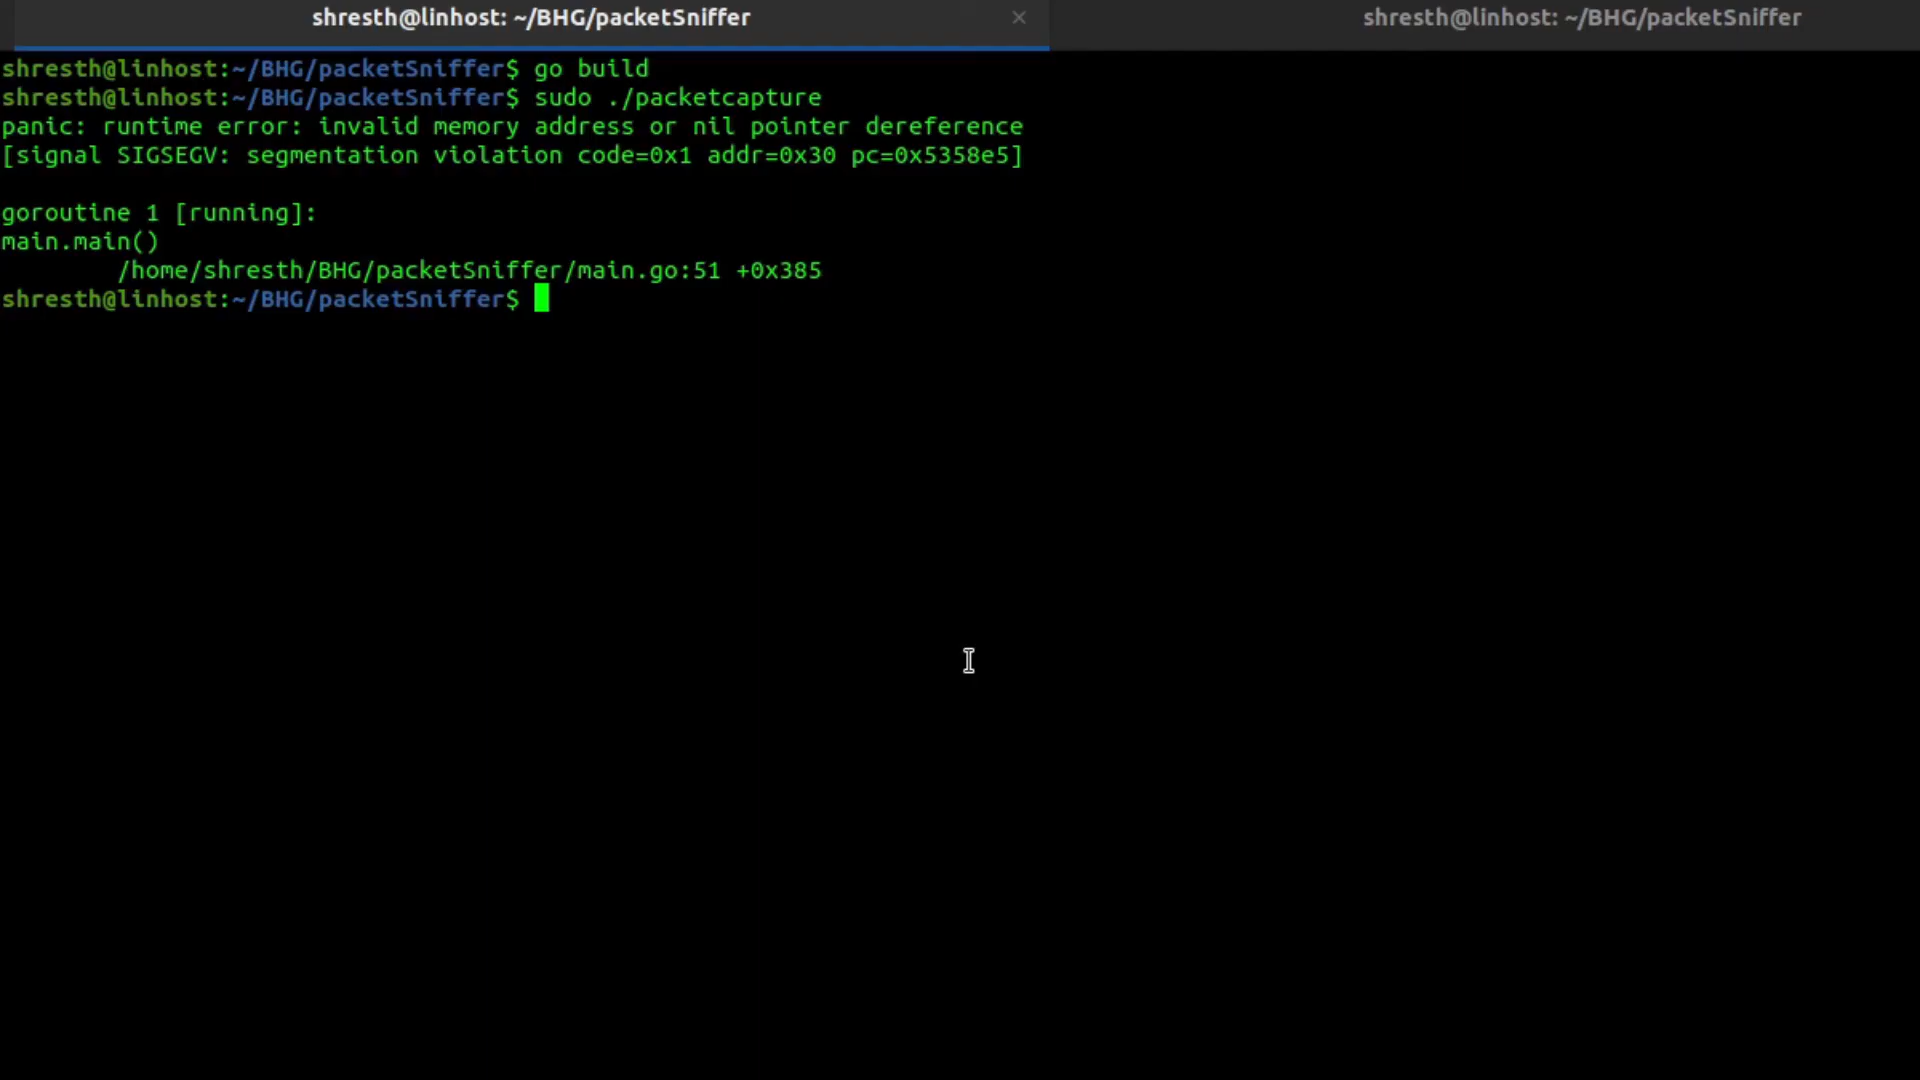 shresth@linhost: ~/BHG/packetSniffer
×
shresth@linhost: ~/BHG/packetSniffer
shresth@linhost:~/BHG/packetSniffer$ go build
shresth@linhost:~/BHG/packetSniffer$ sudo ./packetcapture
panic: runtime error: invalid memory address or nil pointer dereference
[signal SIGSEGV: segmentation violation code=0x1 addr=0x30 pc=0x5358e5]
goroutine 1 [running]:
main.main()
/home/shresth/BHG/packetSniffer/main.go:51 +0x385
shresth@linhost:~/BHG/packetSniffer$